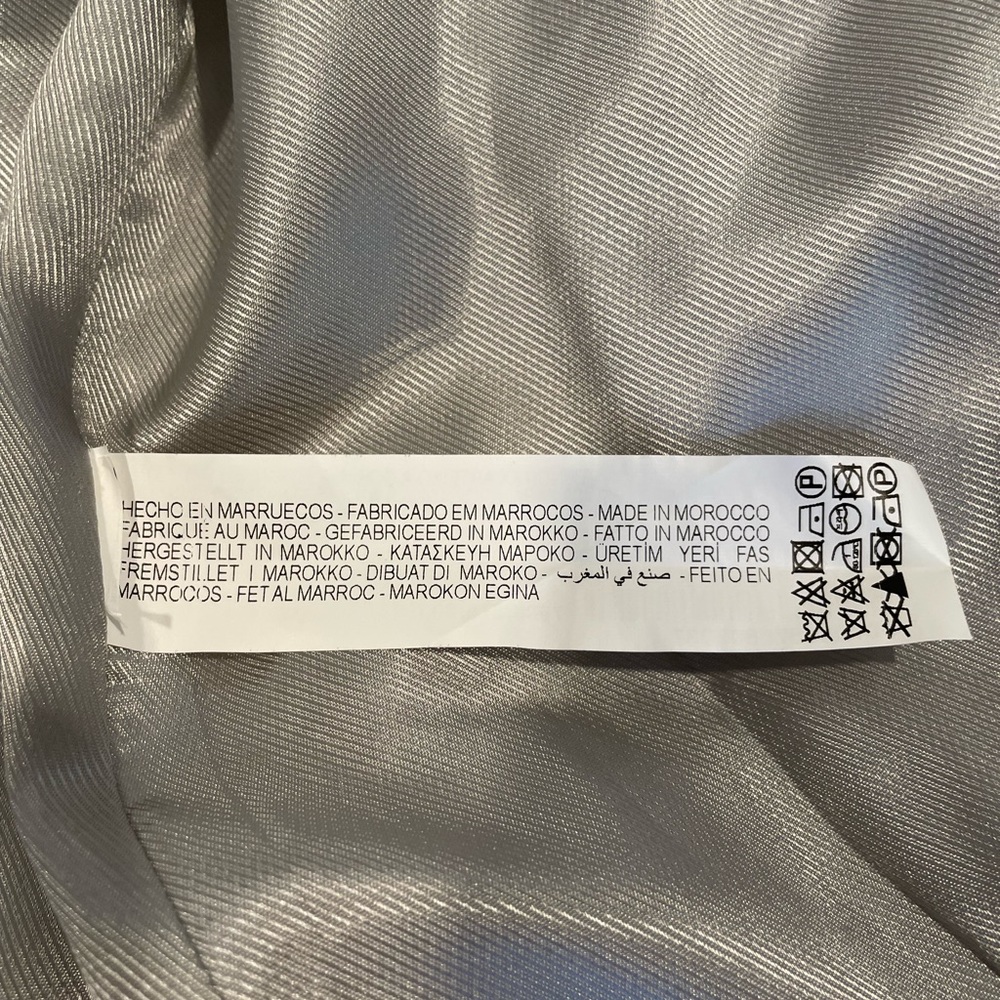 HECHO EN MARRUECOS - FABRICADO EM MARROCOS - MADE IN MOROCCO
FABRIQUÉ AU MAROC - GEFABRICEERD IN MAROKKO - FATTO IN MAROCCO
HERGESTELLT IN MAROKKO - ΚΑΤΑΣΚΕΥΗ ΜΑΡΟΚΟ - ÜRETİM YERİ FAS
FREMSTILLET I MAROKKO - DIBUAT DI MAROKO - صنع في المغرب - FEITO EN
MARROCOS - FET AL MARROC - MAROKON EGINA
P P